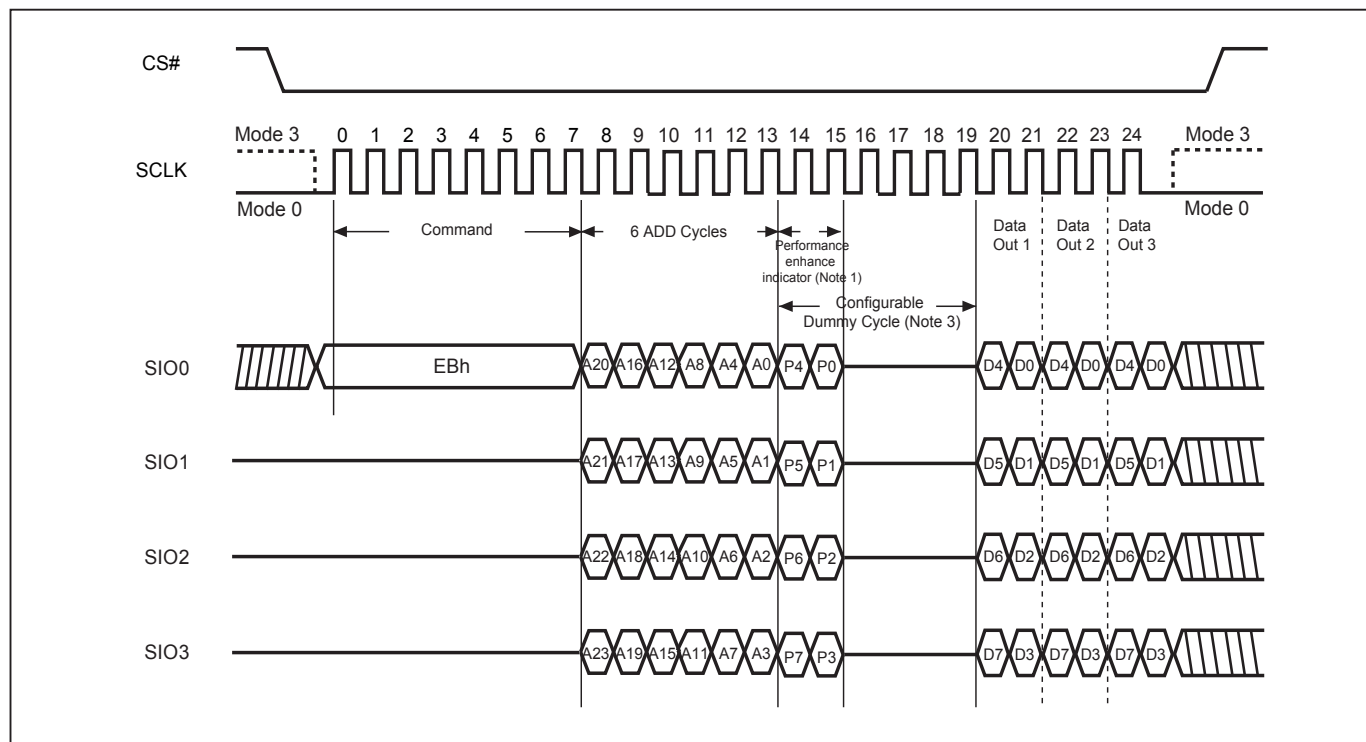 CS#
Mode 3 0 1 2 3 4 5 6 7 8 9 10 11 12 13 14 15 16 17 18 19 20 21 22 23 24 Mode 3
SCLK
Mode 0 Mode 0
Command 6 ADD Cycles Performance enhance indicator (Note 1) Data Out 1 Data Out 2 Data Out 3
Configurable
Dummy Cycle (Note 3)
SIO0 EBh A20 A16 A12 A8 A4 A0 P4 P0 D4 D0 D4 D0 D4 D0
SIO1 A21 A17 A13 A9 A5 A1 P5 P1 D5 D1 D5 D1 D5 D1
SIO2 A22 A18 A14 A10 A6 A2 P6 P2 D6 D2 D6 D2 D6 D2
SIO3 A23 A19 A15 A11 A7 A3 P7 P3 D7 D3 D7 D3 D7 D3